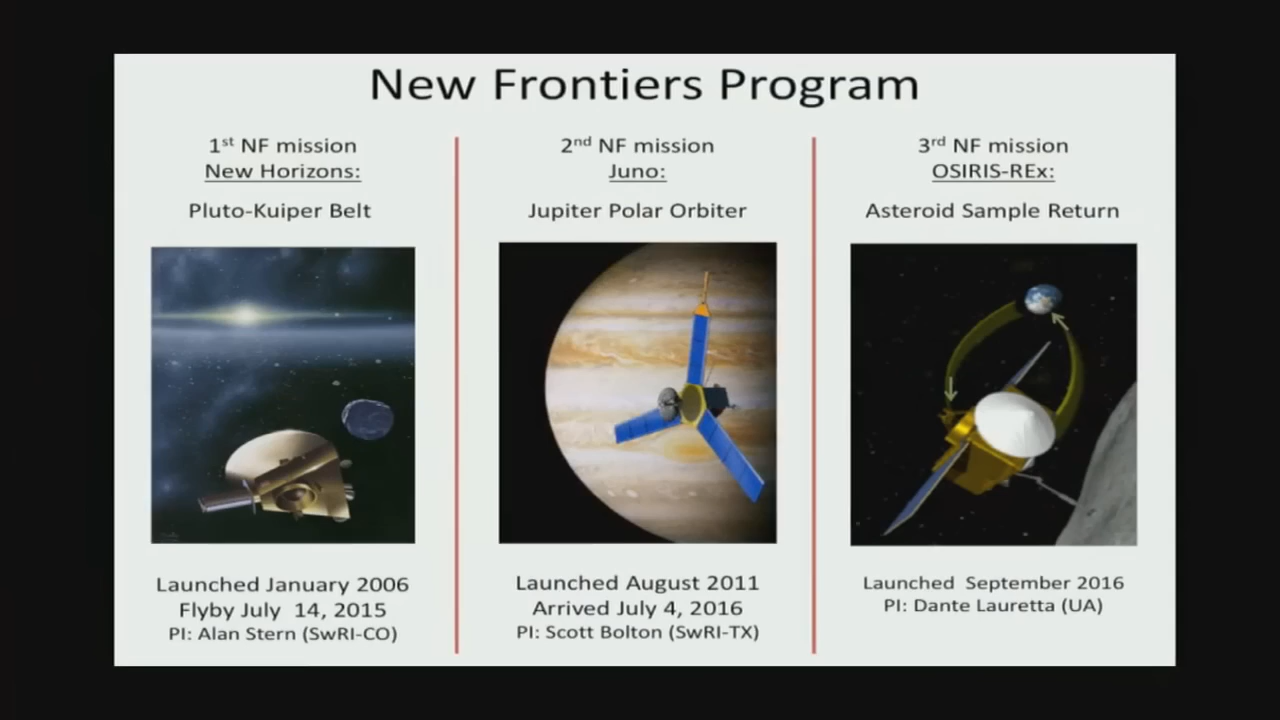 New Frontiers Program
1st NF mission
New Horizons:
Pluto-Kuiper Belt
Launched January 2006
Flyby July 14, 2015
PI: Alan Stern (SwRI-CO)
2nd NF mission
Juno:
Jupiter Polar Orbiter
Launched August 2011
Arrived July 4, 2016
PI: Scott Bolton (SwRI-TX)
3rd NF mission
OSIRIS-REx:
Asteroid Sample Return
Launched September 2016
PI: Dante Lauretta (UA)